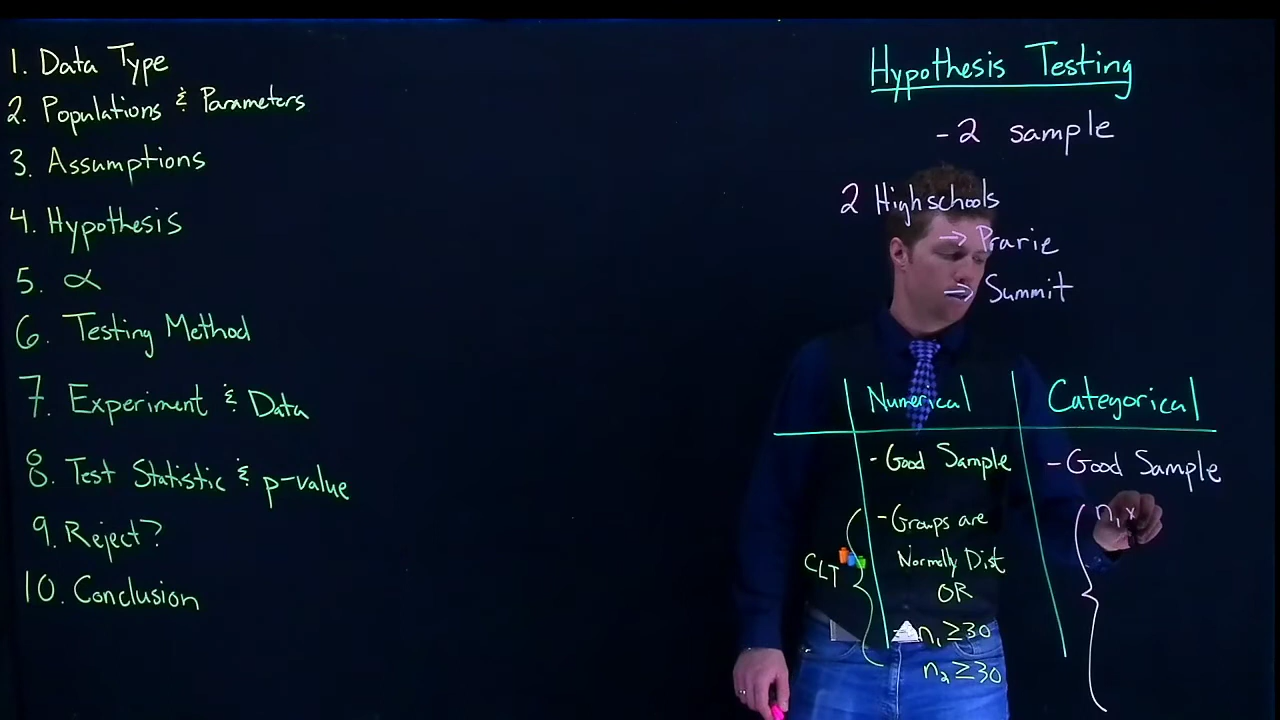 1. Data Type
2. Populations & Parameters
3. Assumptions
4. Hypothesis
5. α
6. Testing Method
7. Experiment & Data
8. Test Statistic & p-value
9. Reject?
10. Conclusion
Hypothesis Testing
- 2 sample
2 Highschools
→ Prarie
⇒ Summit
Numerical
Categorical
- Good Sample
- Good Sample
- Groups are
Normally Dist
OR
n₁ ≥ 30
n₂ ≥ 30
CLT
n₁ x